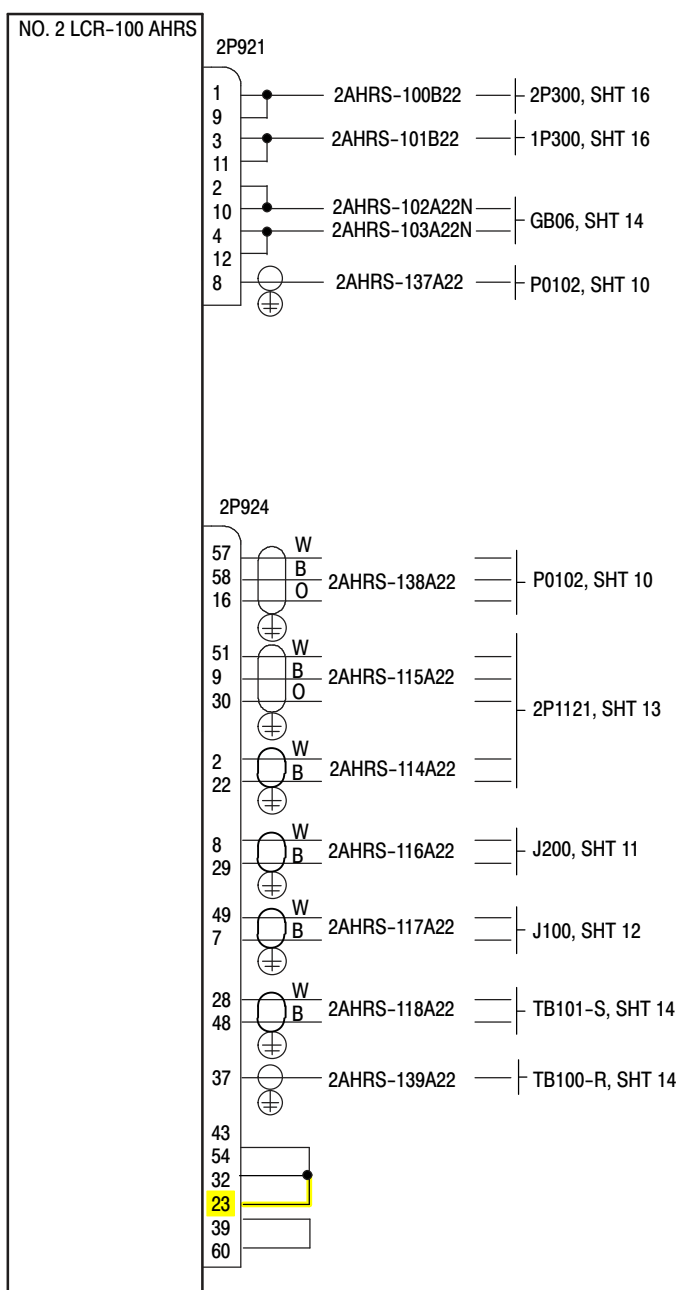 NO. 2 LCR-100 AHRS
2P921
1
9
2AHRS-100B22
2P300, SHT 16
3
11
2AHRS-101B22
1P300, SHT 16
2
10
2AHRS-102A22N
4
2AHRS-103A22N
GB06, SHT 14
12
8
2AHRS-137A22
P0102, SHT 10
2P924
57 W
58 B
16 O
2AHRS-138A22
P0102, SHT 10
51 W
9 B
30 O
2AHRS-115A22
2P1121, SHT 13
2 W
22 B
2AHRS-114A22
8 W
29 B
2AHRS-116A22
J200, SHT 11
49 W
7 B
2AHRS-117A22
J100, SHT 12
28 W
48 B
2AHRS-118A22
TB101-S, SHT 14
37
2AHRS-139A22
TB100-R, SHT 14
43
54
32
23
39
60